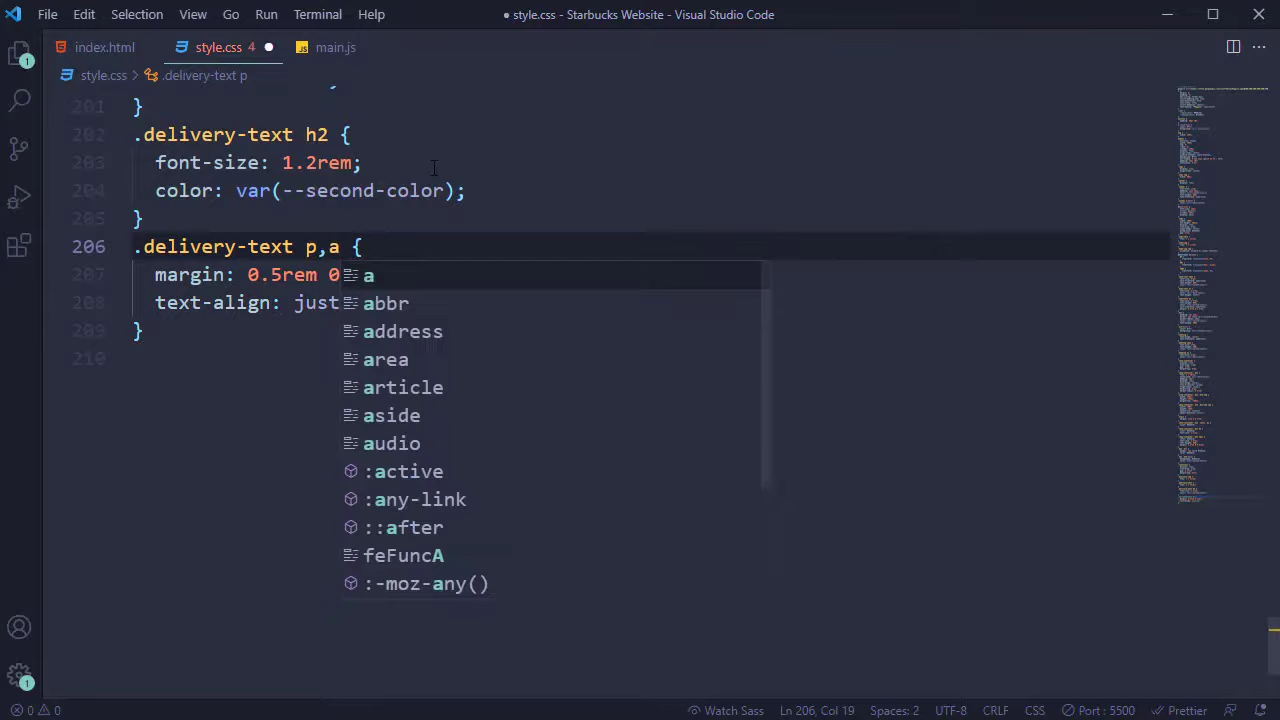 File Edit Selection View Go Run Terminal Help ● style.css - Starbucks Website - Visual Studio Code
index.html style.css 4 ● JS main.js
style.css > .delivery-text p
201 }
202 .delivery-text h2 {
203 font-size: 1.2rem;
204 color: var(--second-color);
205 }
206 .delivery-text p,a {
207 margin: 0.5rem 0
208 text-align: just
209 }
210
a
abbr
address
area
article
aside
audio
:active
:any-link
::after
feFuncA
:-moz-any()
1
1
0 0 Watch Sass Ln 206, Col 19 Spaces: 2 UTF-8 CRLF CSS Port : 5500 Prettier